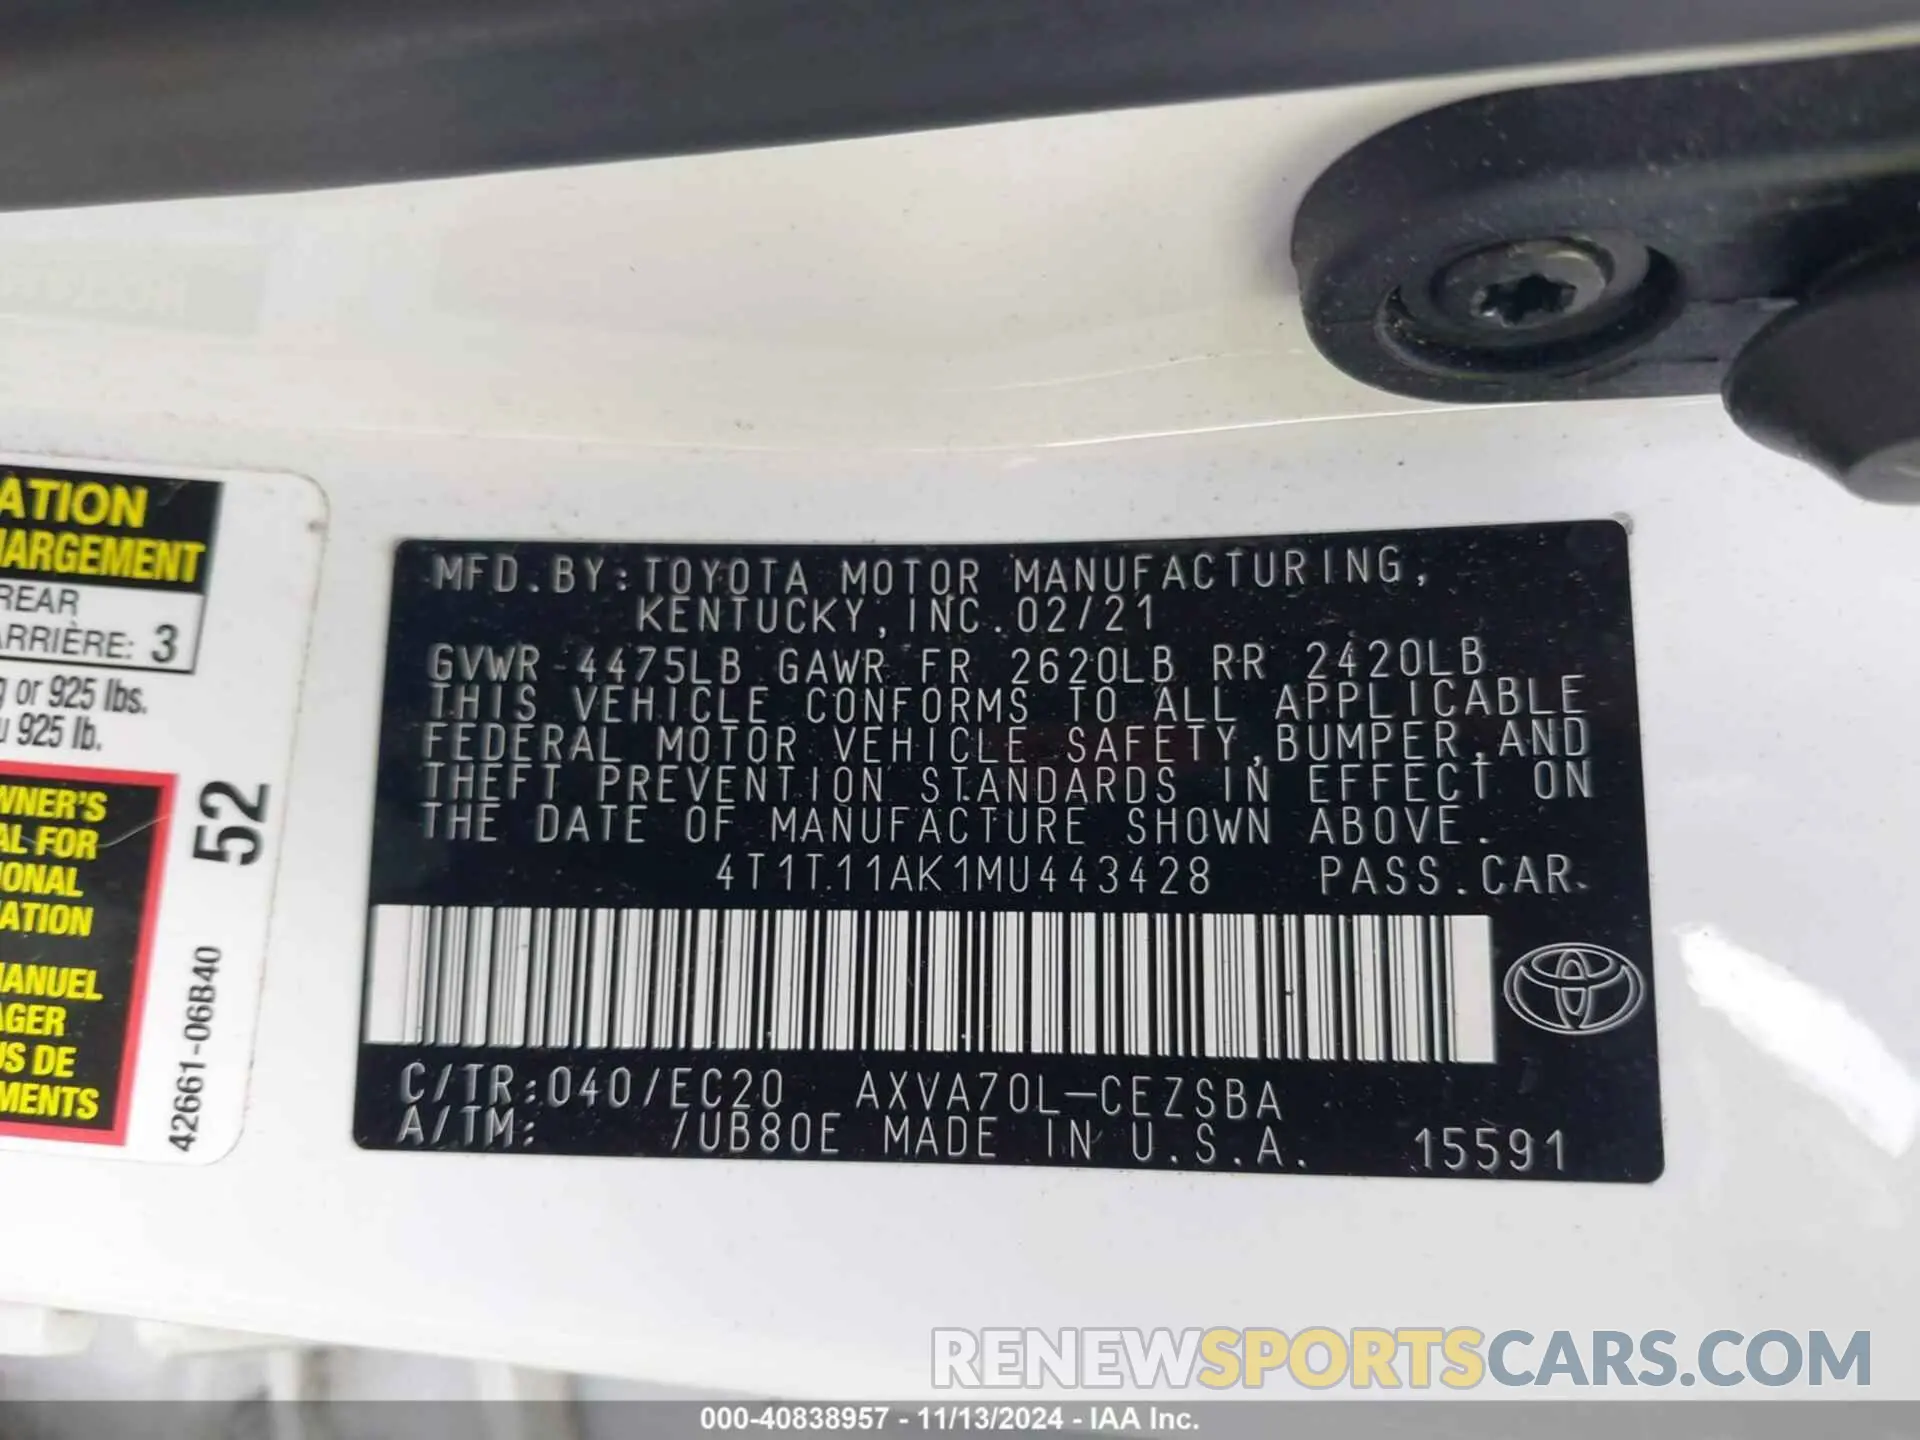 ATION
ARGEMENT
REAR
ARRIÈRE: 3
g or 925 lbs.
u 925 lb.
52
WNER'S
AL FOR
IONAL
ATION
MANUEL
AGER
US DE
MENTS
42661-06B40
MFD.BY:TOYOTA MOTOR MANUFACTURING,
KENTUCKY,INC.02/21
GVWR 4475LB GAWR FR 2620LB RR 2420LB
THIS VEHICLE CONFORMS TO ALL APPLICABLE
FEDERAL MOTOR VEHICLE SAFETY,BUMPER,AND
THEFT PREVENTION STANDARDS IN EFFECT ON
THE DATE OF MANUFACTURE SHOWN ABOVE.
4T1T11AK1MU443428 PASS.CAR
C/TR:040/EC20 AXVA70L-CEZSBA
A/TM: /UB80E MADE IN U.S.A. 15591
RENEWSPORTSCARS.COM
000-40838957 - 11/13/2024 - IAA Inc.